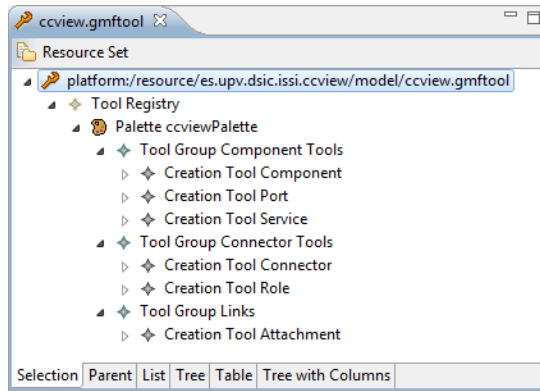 ccview.gmftool
Resource Set
platform:/resource/es.upv.dsic.issi.ccview/model/ccview.gmftool
Tool Registry
Palette ccviewPalette
Tool Group Component Tools
Creation Tool Component
Creation Tool Port
Creation Tool Service
Tool Group Connector Tools
Creation Tool Connector
Creation Tool Role
Tool Group Links
Creation Tool Attachment
Selection Parent List Tree Table Tree with Columns